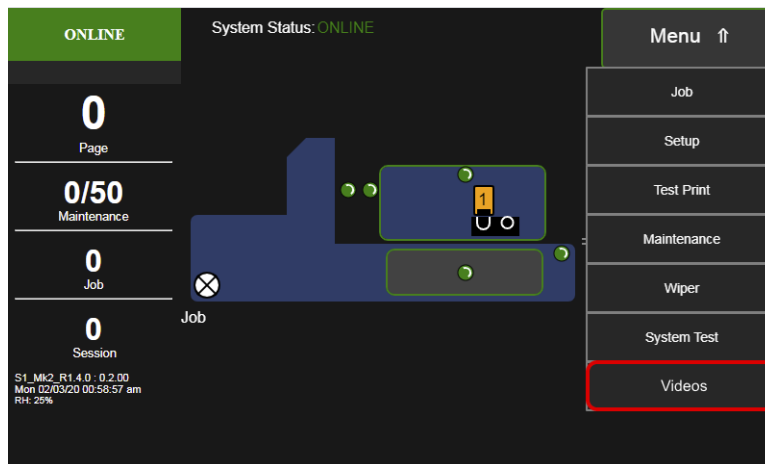 ONLINE
System Status: ONLINE
Menu ⇑
0
Page
0/50
Maintenance
0
Job
0
Session
S1_Mk2_R1.4.0 : 0.2.00
Mon 02/03/20 00:58:57 am
RH: 25%
1
Job
Job
Setup
Test Print
Maintenance
Wiper
System Test
Videos